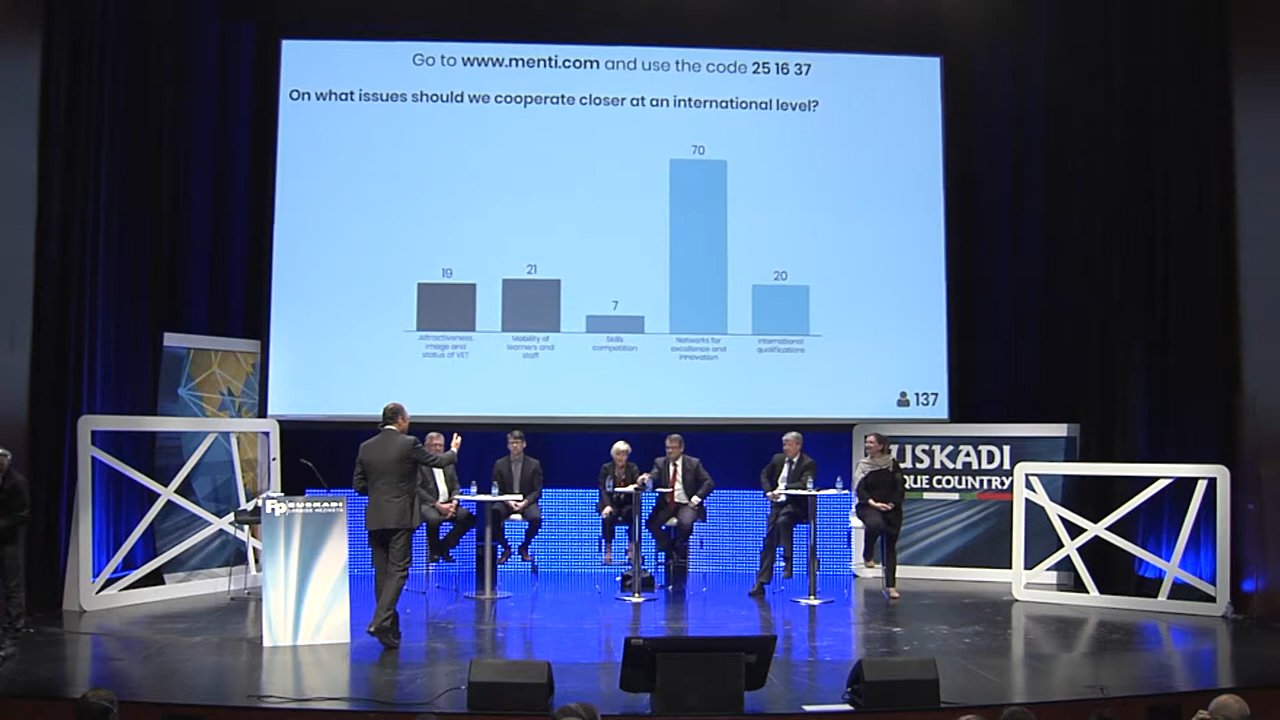 Go to www.menti.com and use the code 25 16 37
On what issues should we cooperate closer at an international level?
70
19
21
7
20
Attractiveness,
image and
status of VET
Mobility of
learners and
staff
Skills
competition
Networks for
excellence and
innovation
International
qualifications
137
USKADI
QUE COUNTRY
EUSKADI